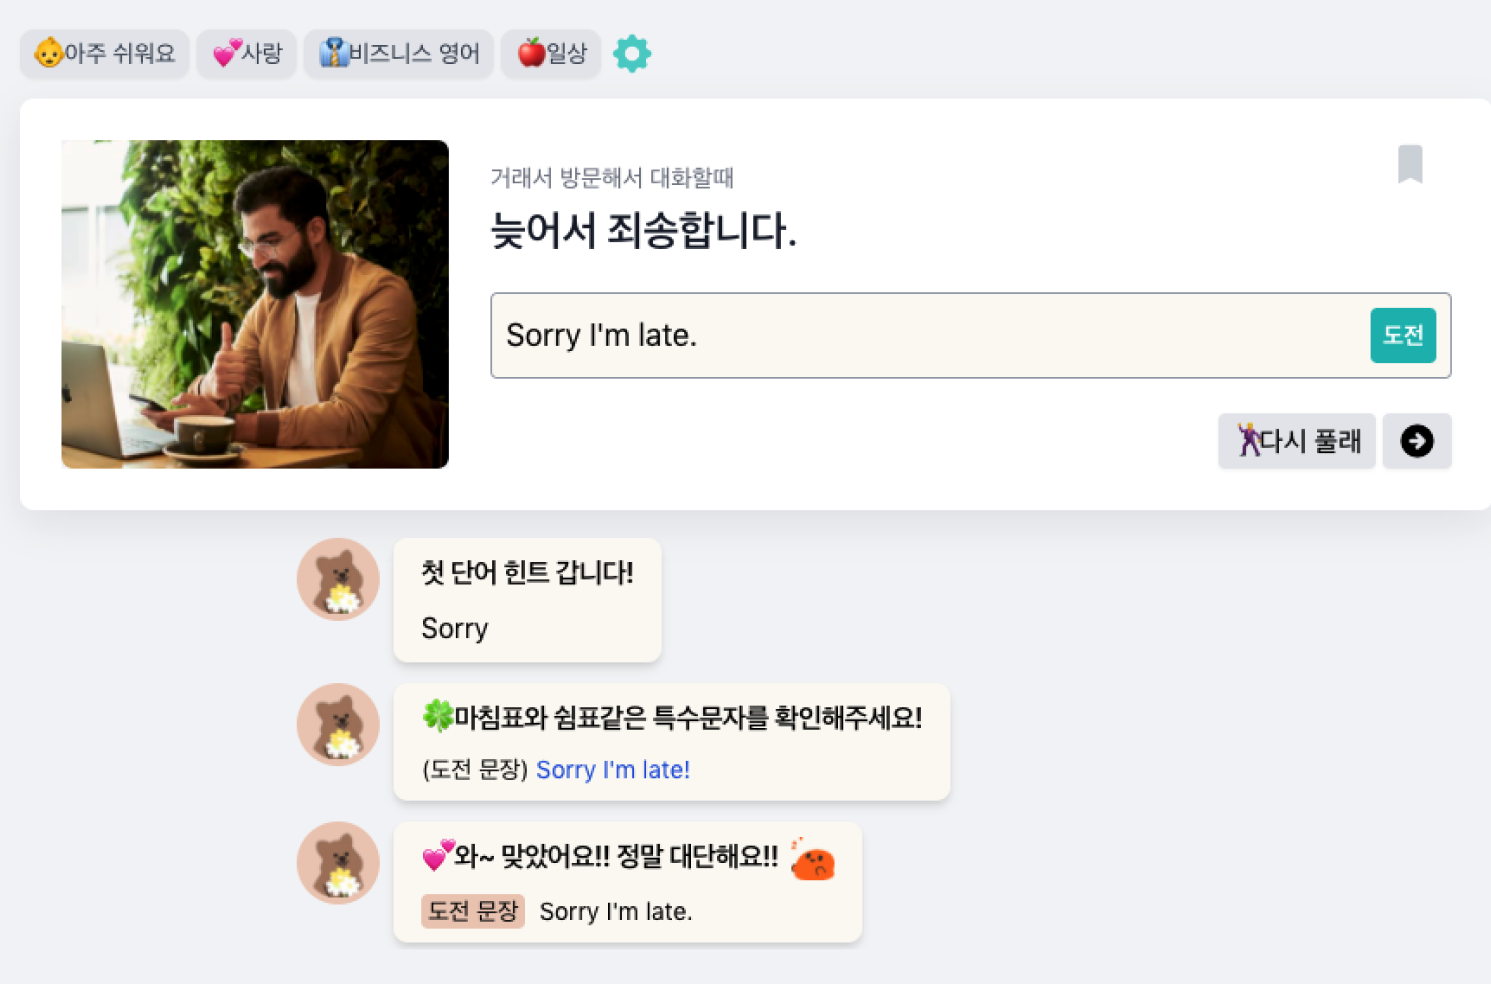 👶아주 쉬워요 💕사랑 👔비즈니스 영어 🍎일상
거래서 방문해서 대화할때
늦어서 죄송합니다.
Sorry I'm late. 도전
🕺다시 풀래
첫 단어 힌트 갑니다!
Sorry
🍀마침표와 쉼표같은 특수문자를 확인해주세요!
(도전 문장) Sorry I'm late!
💕와~ 맞았어요!! 정말 대단해요!!
도전 문장 Sorry I'm late.